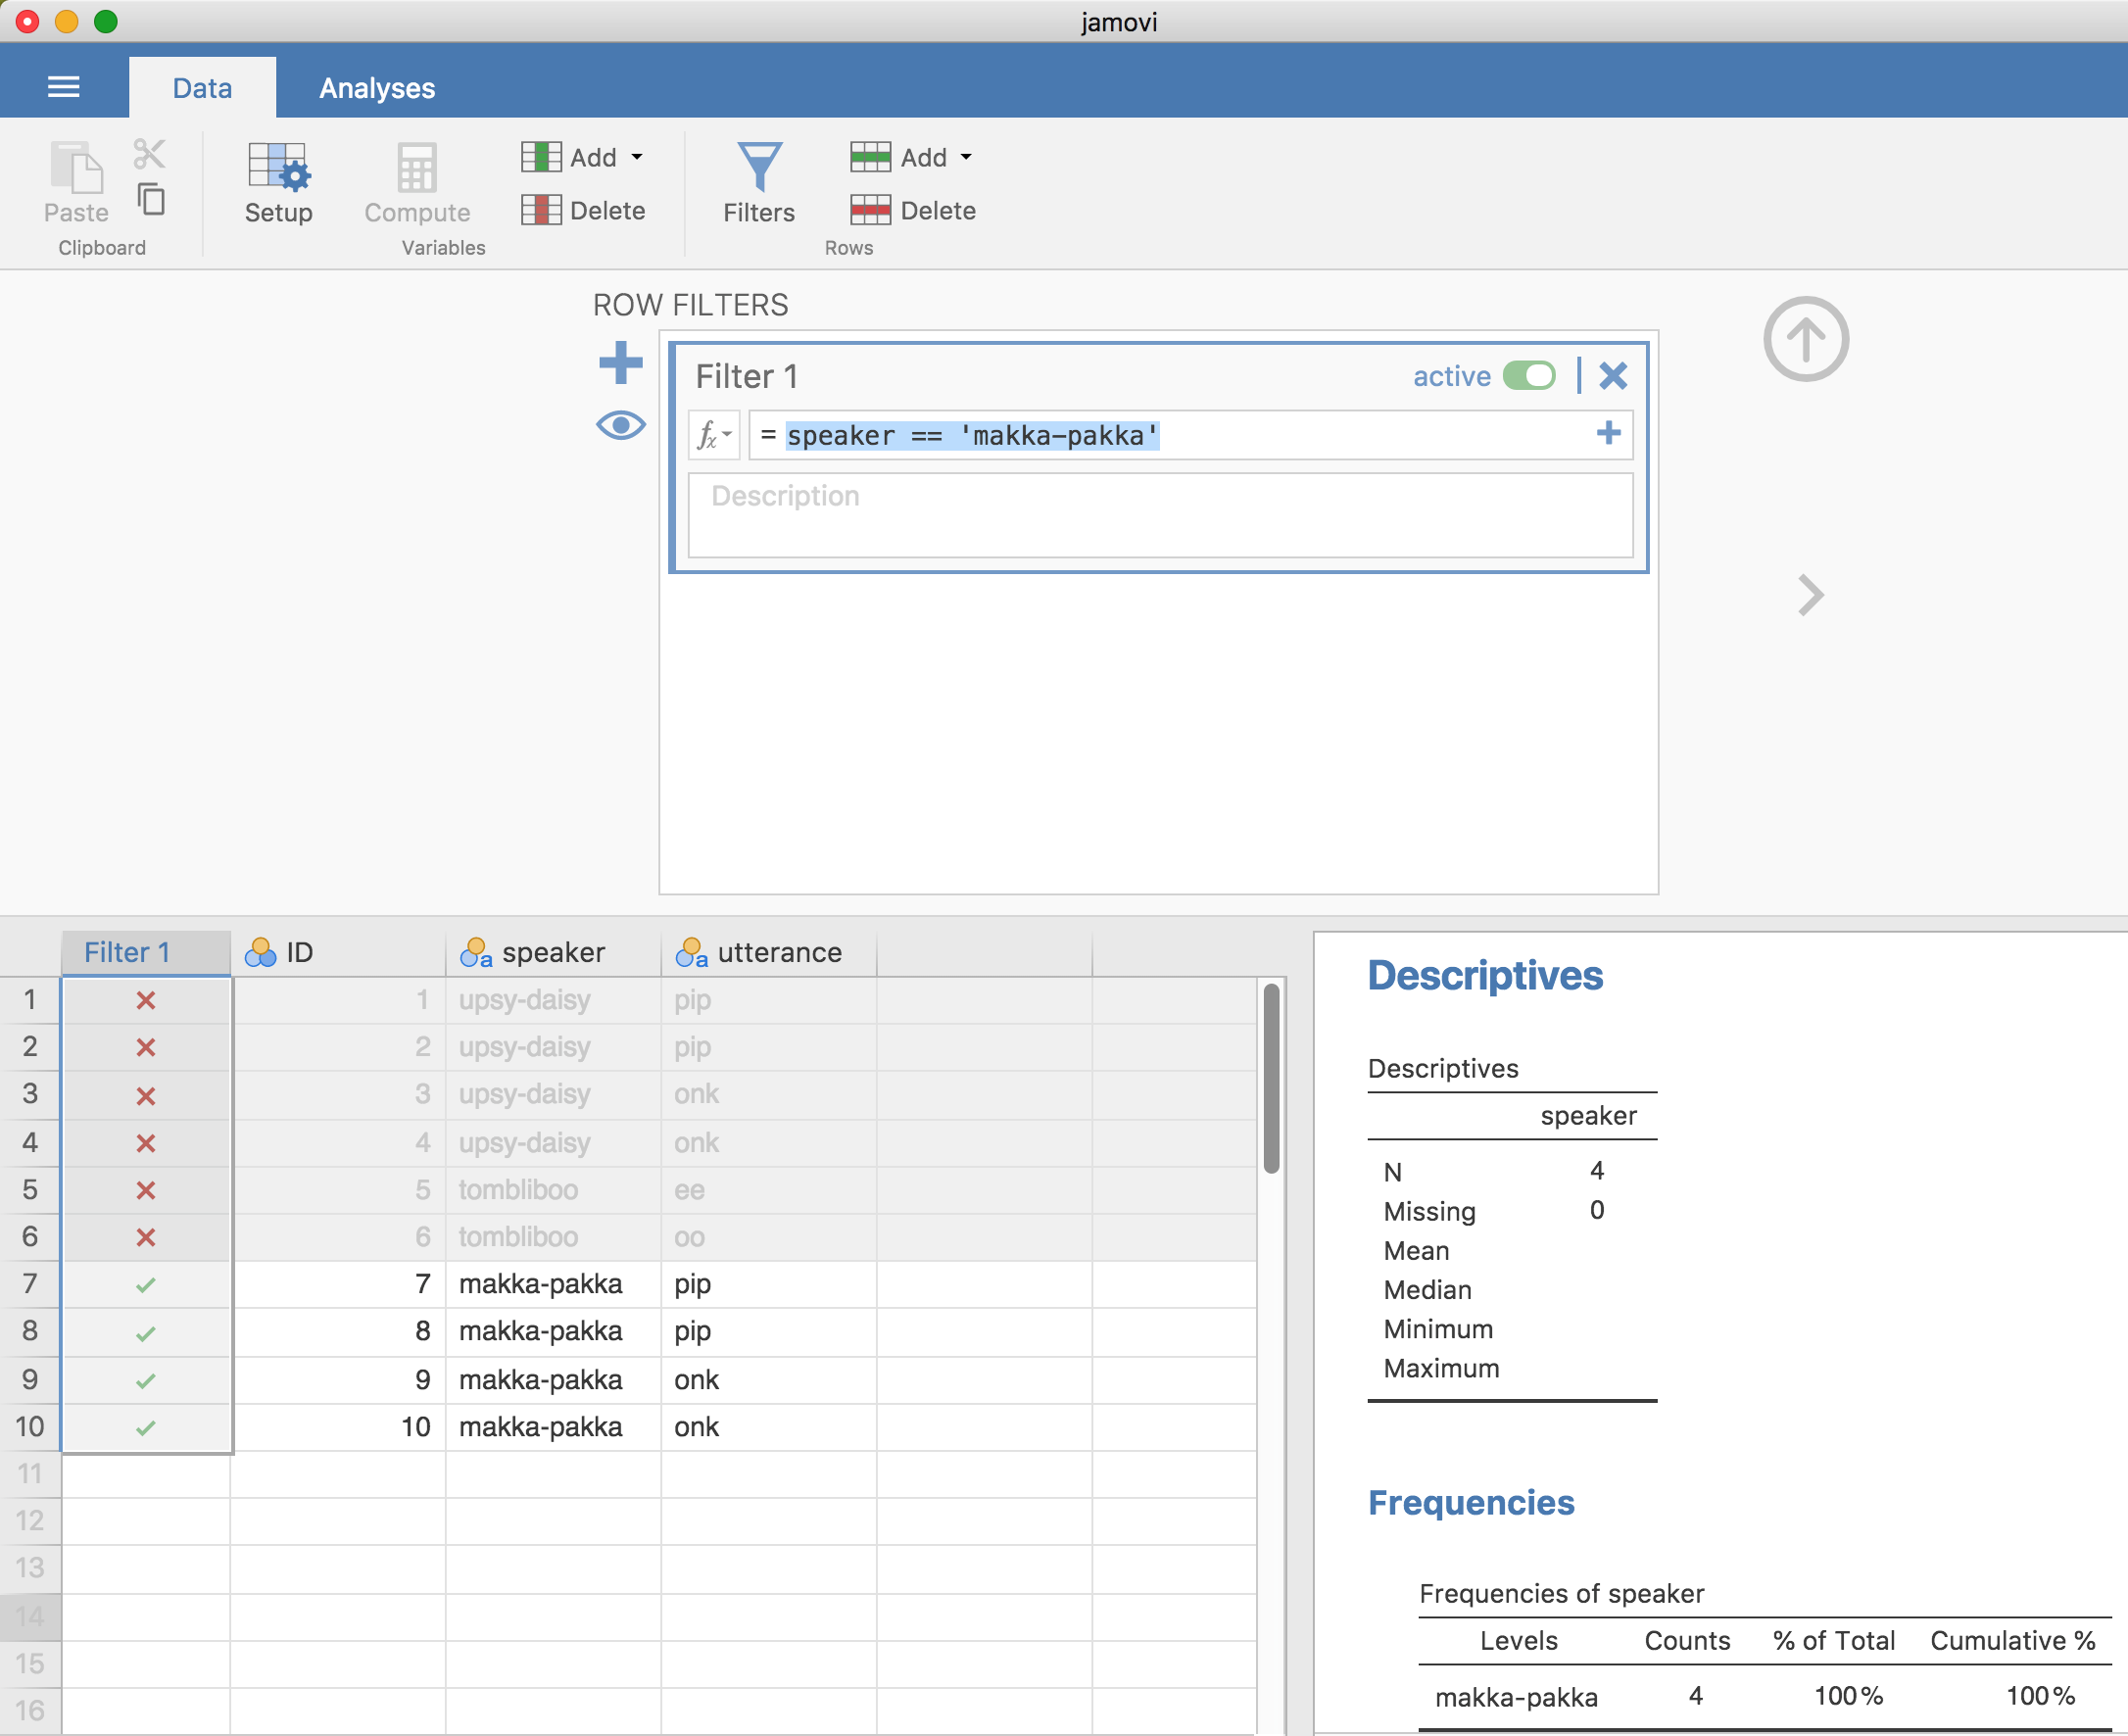 jamovi
Data Analyses
Paste Setup Compute Add Delete Filters Add Delete
Clipboard Variables Rows
ROW FILTERS
Filter 1 active
fx = speaker == 'makka-pakka'
Description
Filter 1 ID speaker utterance
1 1 upsy-daisy pip
2 2 upsy-daisy pip
3 3 upsy-daisy onk
4 4 upsy-daisy onk
5 5 tombliboo ee
6 6 tombliboo oo
7 7 makka-pakka pip
8 8 makka-pakka pip
9 9 makka-pakka onk
10 10 makka-pakka onk
11
12
13
14
15
16
Descriptives
Descriptives
speaker
N 4
Missing 0
Mean
Median
Minimum
Maximum
Frequencies
Frequencies of speaker
Levels Counts % of Total Cumulative %
makka-pakka 4 100% 100%